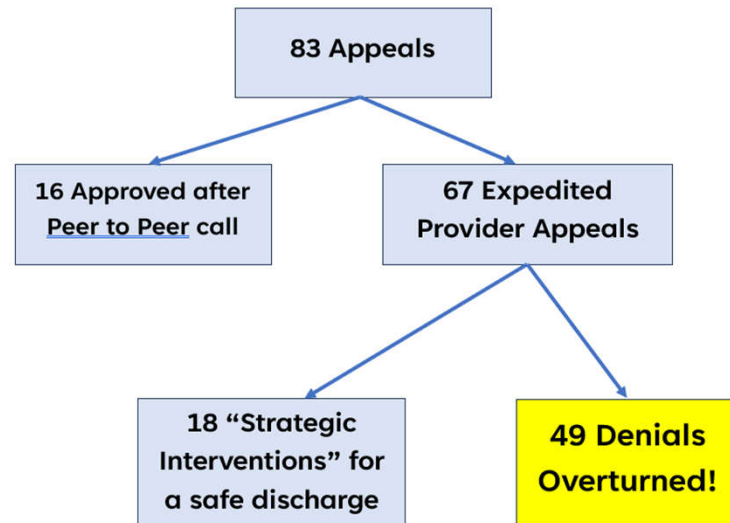 83 Appeals
16 Approved after
Peer to Peer call
67 Expedited
Provider Appeals
18 “Strategic
Interventions” for
a safe discharge
49 Denials
Overturned!